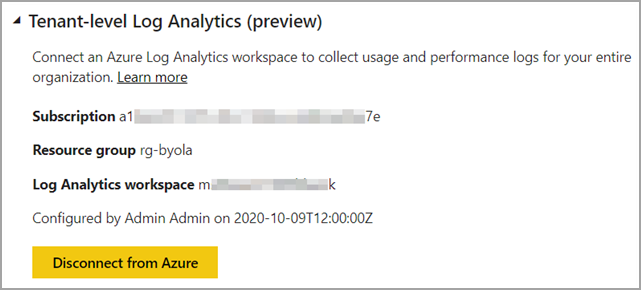 Tenant-level Log Analytics (preview)
Connect an Azure Log Analytics workspace to collect usage and performance logs for your entire
organization. Learn more
Subscription a1 7e
Resource group rg-byola
Log Analytics workspace m k
Configured by Admin Admin on 2020-10-09T12:00:00Z
Disconnect from Azure